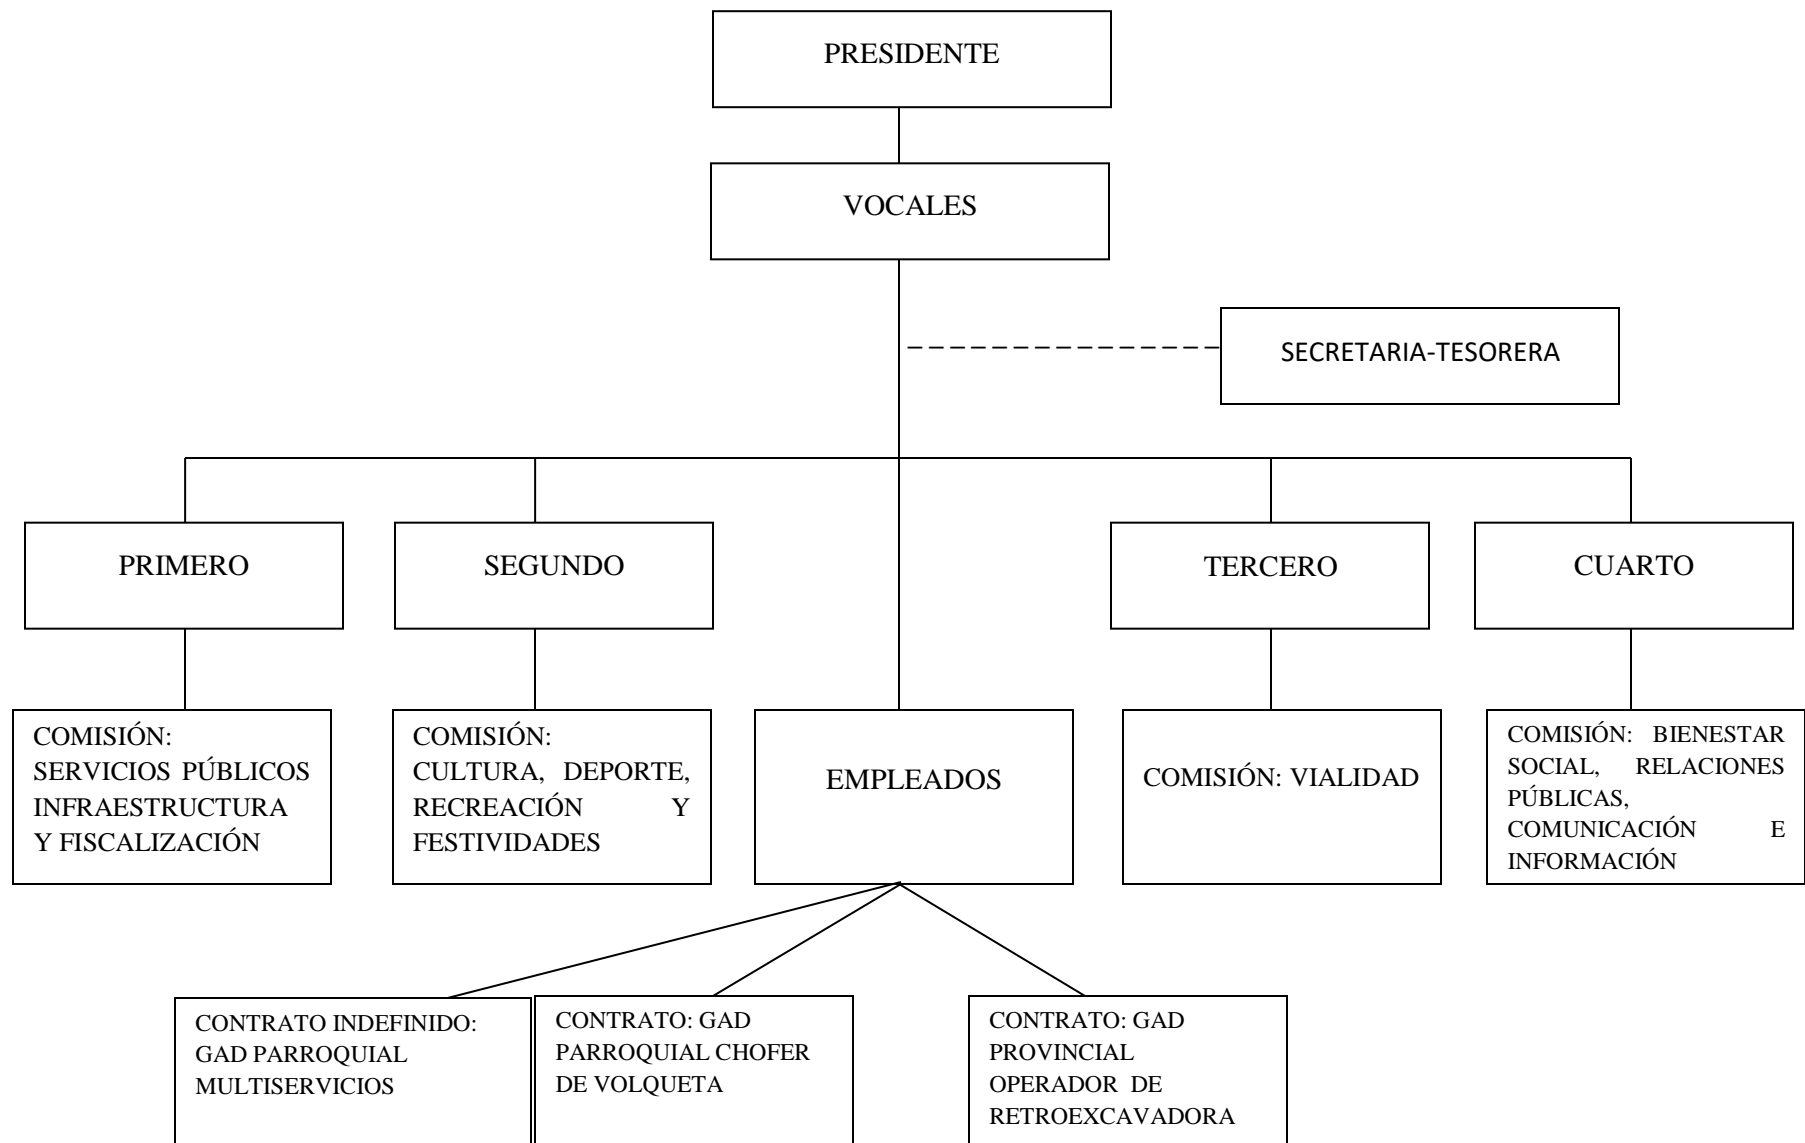 PRESIDENTE
VOCALES
SECRETARIA-TESORERA
PRIMERO
SEGUNDO
TERCERO
CUARTO
COMISIÓN:
SERVICIOS PÚBLICOS
INFRAESTRUCTURA
Y FISCALIZACIÓN
COMISIÓN:
CULTURA, DEPORTE,
RECREACIÓN Y
FESTIVIDADES
EMPLEADOS
COMISIÓN: VIALIDAD
COMISIÓN: BIENESTAR
SOCIAL, RELACIONES
PÚBLICAS,
COMUNICACIÓN E
INFORMACIÓN
CONTRATO INDEFINIDO:
GAD PARROQUIAL
MULTISERVICIOS
CONTRATO: GAD
PARROQUIAL CHOFER
DE VOLQUETA
CONTRATO: GAD
PROVINCIAL
OPERADOR DE
RETROEXCAVADORA